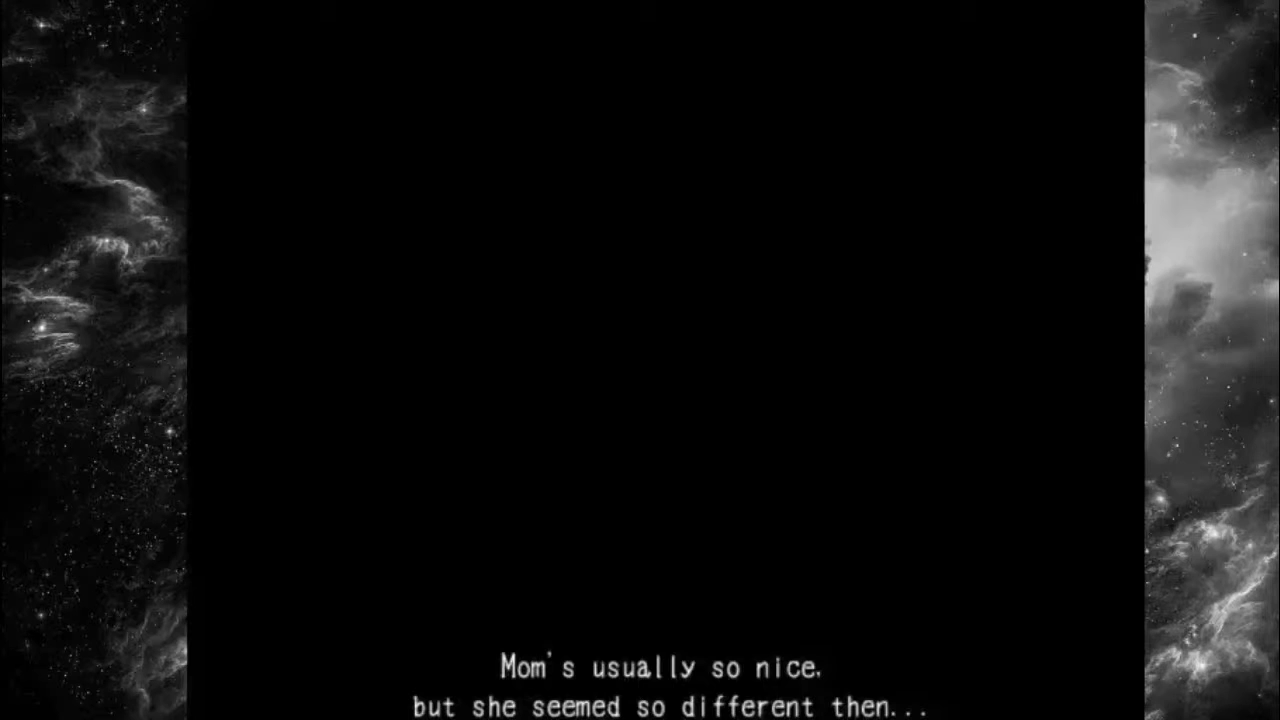 Mom's usually so nice,
but she seemed so different then...